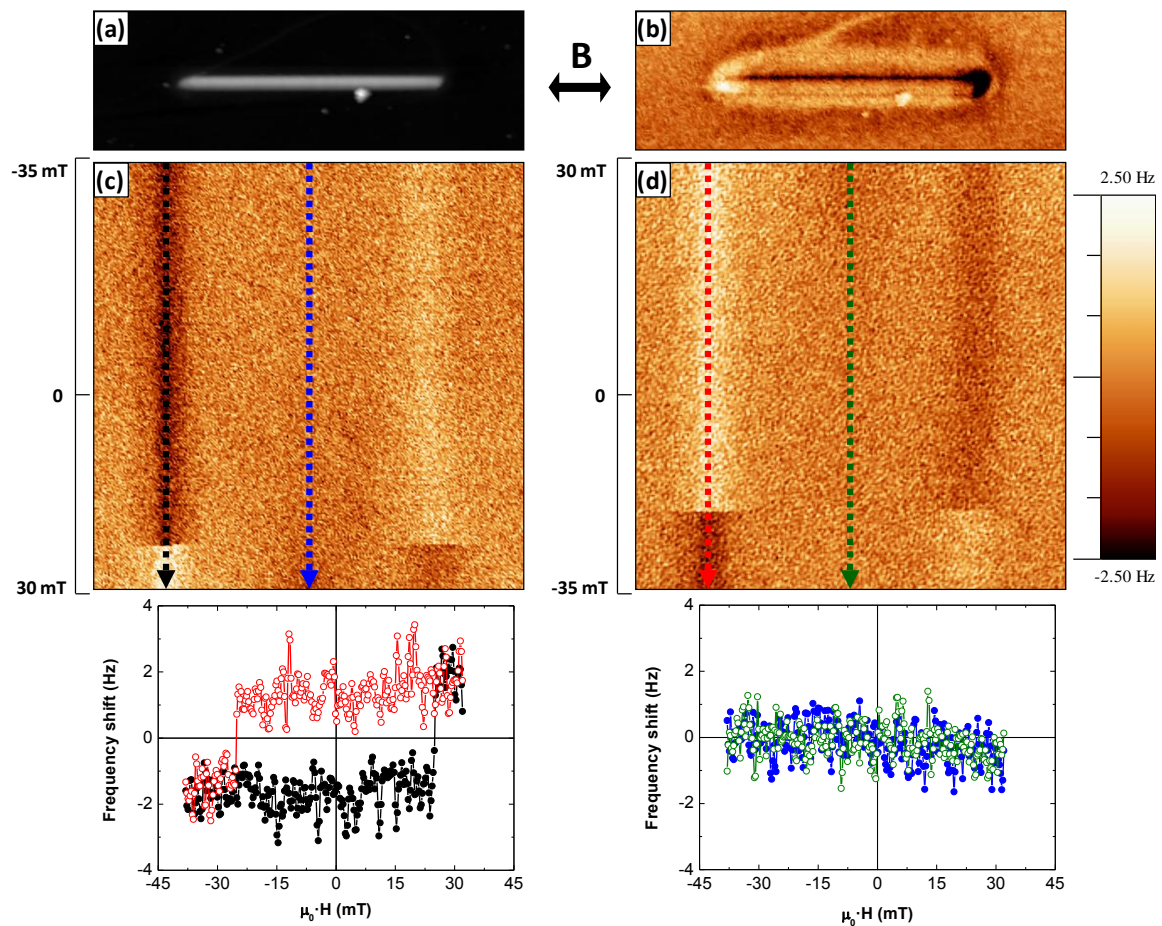 (a)
B
(b)
-35 mT
(c)
0
30 mT
30 mT
(d)
0
-35 mT
2.50 Hz
-2.50 Hz
4
2
0
-2
-4
Frequency shift (Hz)
-45 -30 -15 0 15 30 45
μ₀·H (mT)
4
2
0
-2
-4
Frequency shift (Hz)
-45 -30 -15 0 15 30 45
μ₀·H (mT)